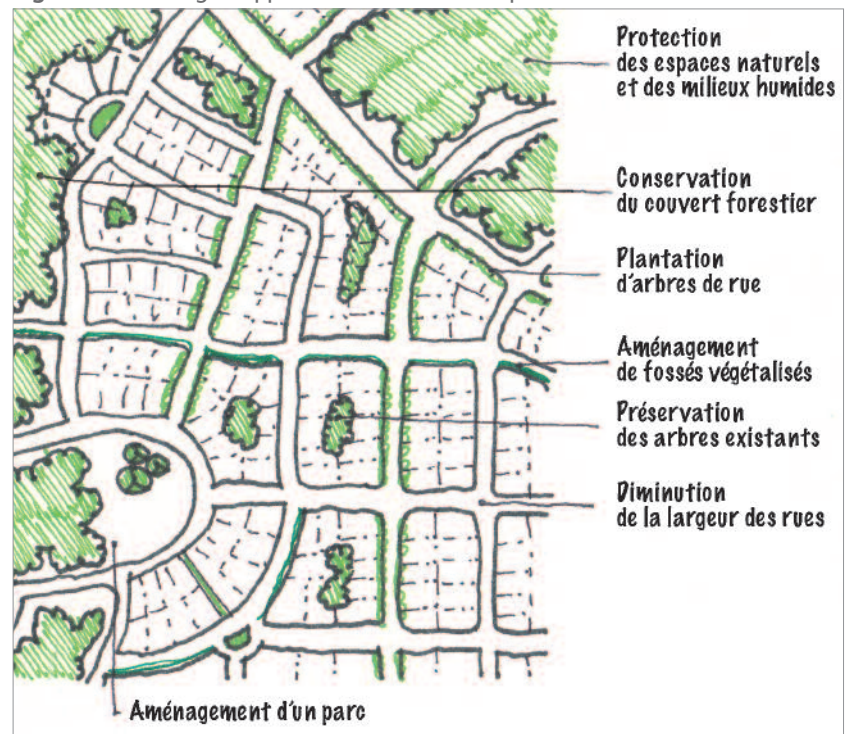 Protection
des espaces naturels
et des milieux humides
Conservation
du couvert forestier
Plantation
d'arbres de rue
Aménagement
de fossés végétalisés
Préservation
des arbres existants
Diminution
de la largeur des rues
Aménagement d'un parc